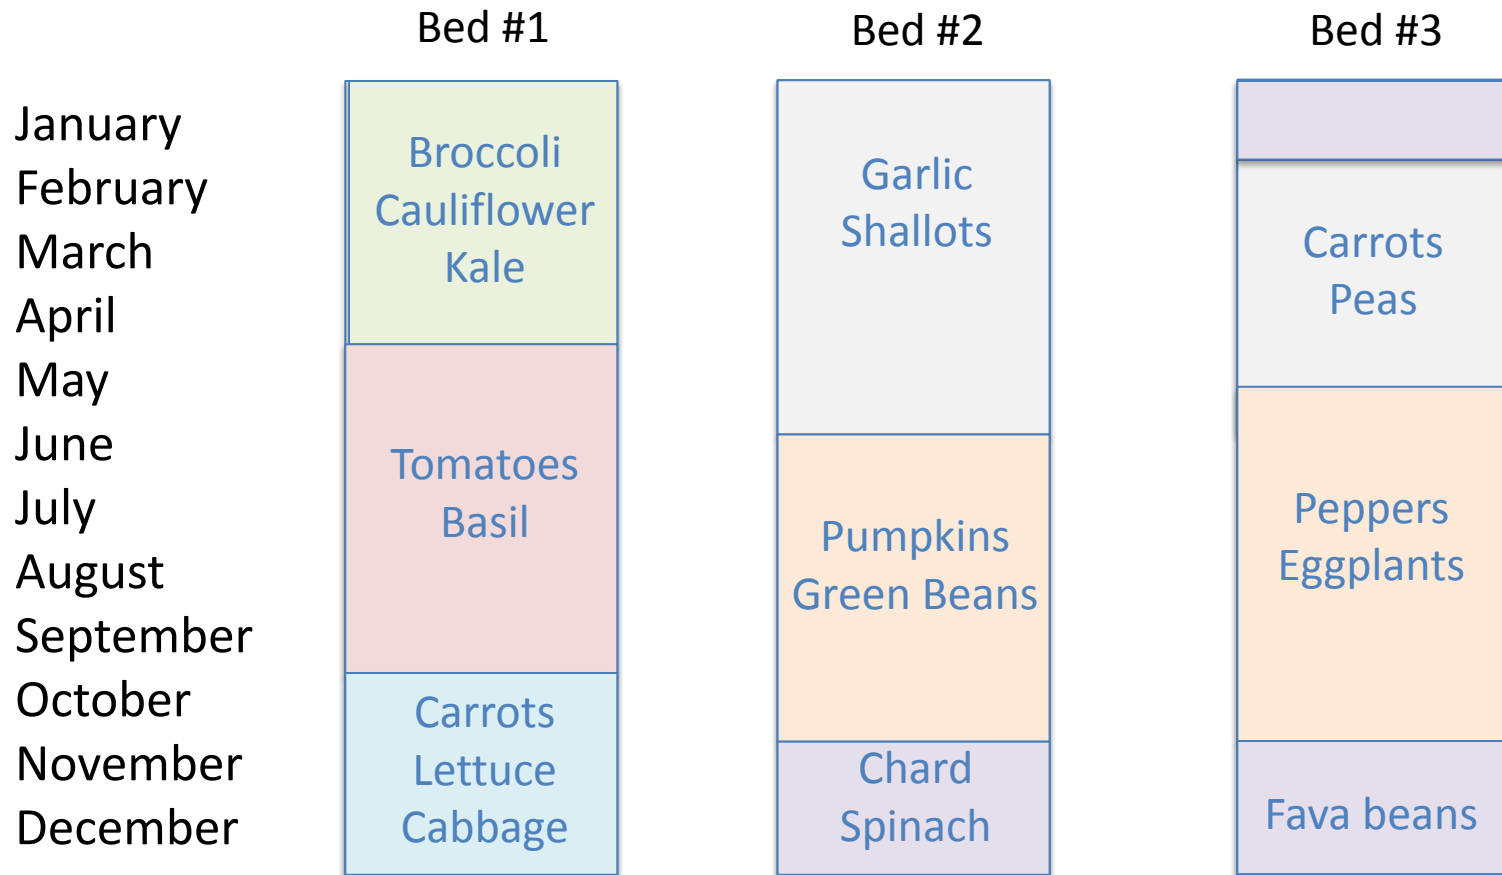 Bed #1
Bed #2
Bed #3
January
February
March
April
May
June
July
August
September
October
November
December
Broccoli
Cauliflower
Kale
Tomatoes
Basil
Carrots
Lettuce
Cabbage
Garlic
Shallots
Pumpkins
Green Beans
Chard
Spinach
Carrots
Peas
Peppers
Eggplants
Fava beans